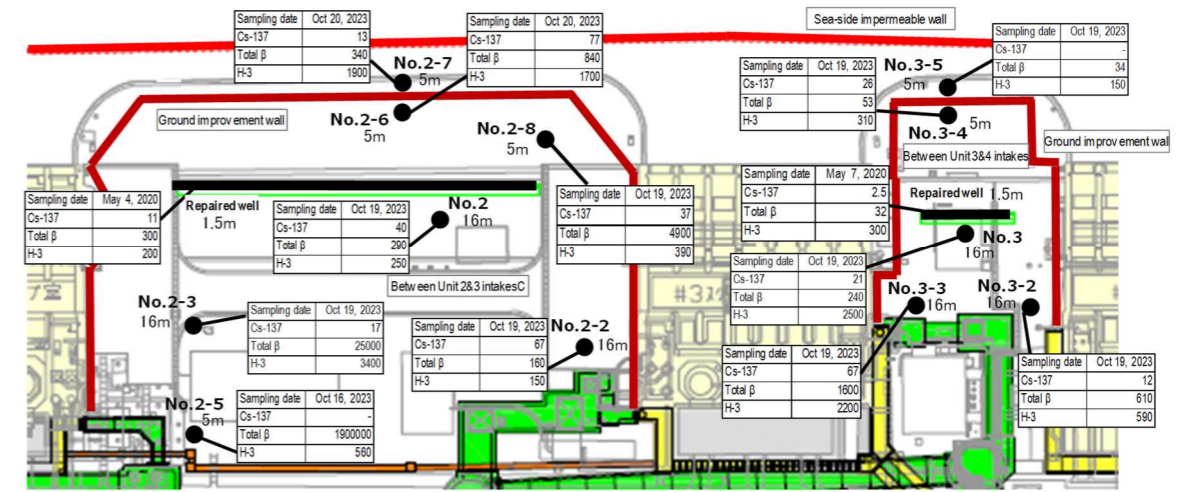 Sea-side impermeable wall
Sampling date Oct 20, 2023
Cs-137 13
Total β 340
H-3 1900
No.2-7
5m
Sampling date Oct 20, 2023
Cs-137 77
Total β 840
H-3 1700
No.2-6
5m
Ground improvement wall
No.2-8
5m
Sampling date Oct 19, 2023
Cs-137 37
Total β 4900
H-3 390
Sampling date May 4, 2020
Cs-137 11
Total β 300
H-3 200
Repaired well
1.5m
Sampling date Oct 19, 2023
Cs-137 40
Total β 290
H-3 250
No.2
16m
Between Unit 2&3 intakesC
No.2-3
16m
Sampling date Oct 19, 2023
Cs-137 17
Total β 25000
H-3 3400
Sampling date Oct 19, 2023
Cs-137 67
Total β 160
H-3 150
No.2-2
16m
No.2-5
5m
Sampling date Oct 16, 2023
Cs-137 -
Total β 1900000
H-3 560
Sampling date Oct 19, 2023
Cs-137 -
Total β 34
H-3 150
No.3-5
5m
Sampling date Oct 19, 2023
Cs-137 26
Total β 53
H-3 310
5m
No.3-4
Ground improvement wall
Between Unit 3&4 intakes
Sampling date May 7, 2020
Cs-137 2.5
Total β 32
H-3 300
Repaired well 1.5m
No.3
16m
Sampling date Oct 19, 2023
Cs-137 21
Total β 240
H-3 2500
No.3-3
16m
No.3-2
16m
Sampling date Oct 19, 2023
Cs-137 67
Total β 1600
H-3 2200
Sampling date Oct 19, 2023
Cs-137 12
Total β 610
H-3 590
プ室